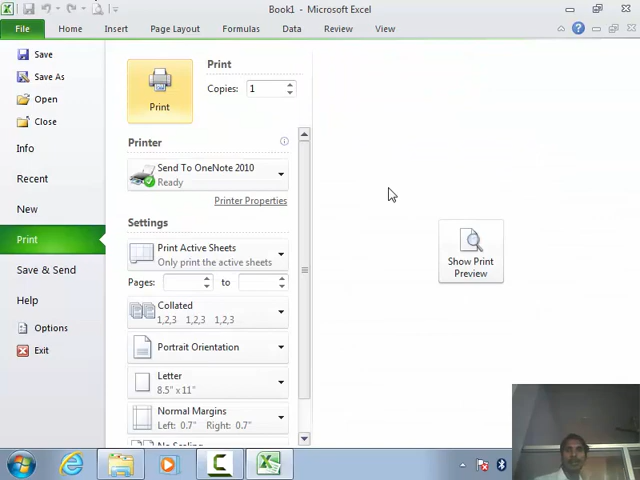 Book1 - Microsoft Excel
File Home Insert Page Layout Formulas Data Review View
Save
Save As
Open
Close
Info
Recent
New
Print
Save & Send
Help
Options
Exit
Print
Print
Copies: 1
Printer
Send To OneNote 2010
Ready
Printer Properties
Settings
Print Active Sheets
Only print the active sheets
Pages: to
Collated
1,2,3 1,2,3 1,2,3
Portrait Orientation
Letter
8.5" x 11"
Normal Margins
Left: 0.7" Right: 0.7"
No Scaling
Show Print
Preview